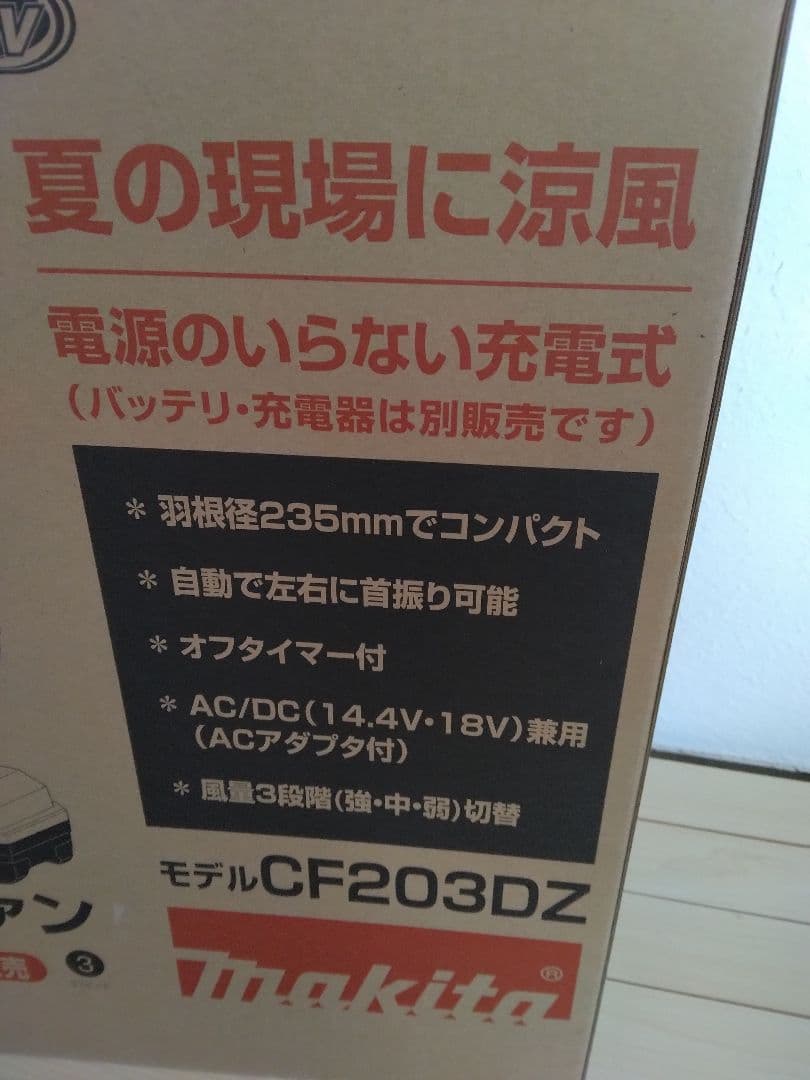 V
夏の現場に涼風
電源のいらない充電式
(バッテリ・充電器は別販売です)
* 羽根径235mmでコンパクト
* 自動で左右に首振り可能
* オフタイマー付
* AC/DC(14.4V・18V)兼用
(ACアダプタ付)
* 風量3段階(強・中・弱)切替
モデルCF203DZ
ァン
売
3
makita®